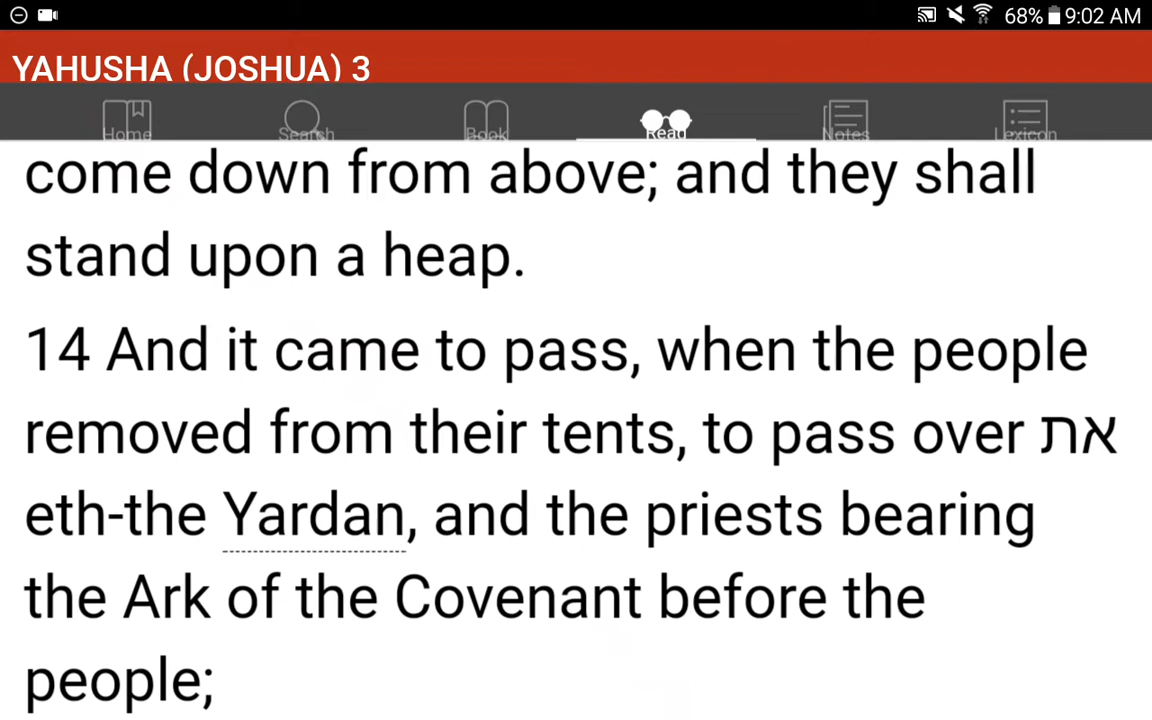 68% 9:02 AM
YAHUSHA (JOSHUA) 3
Home Search Book Read Notes Lexicon
come down from above; and they shall
stand upon a heap.
14 And it came to pass, when the people
removed from their tents, to pass over את
eth-the Yardan, and the priests bearing
the Ark of the Covenant before the
people;